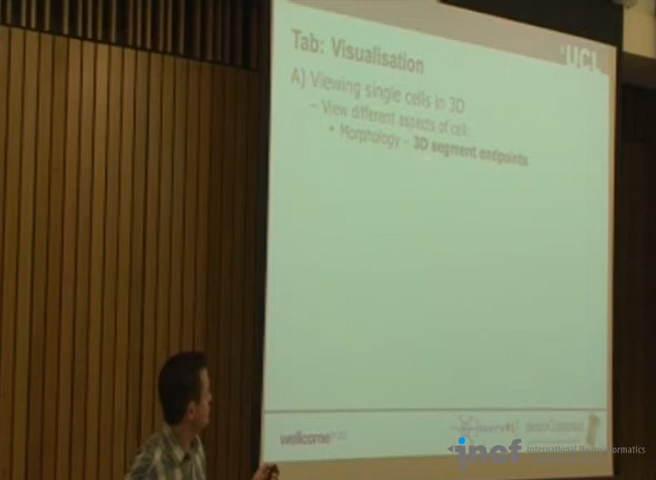 UCL
Tab: Visualisation
A) Viewing single cells in 3D
– View different aspects of cell:
• Morphology – 3D segment endpoints
wellcome trust
incf International Neuroinformatics